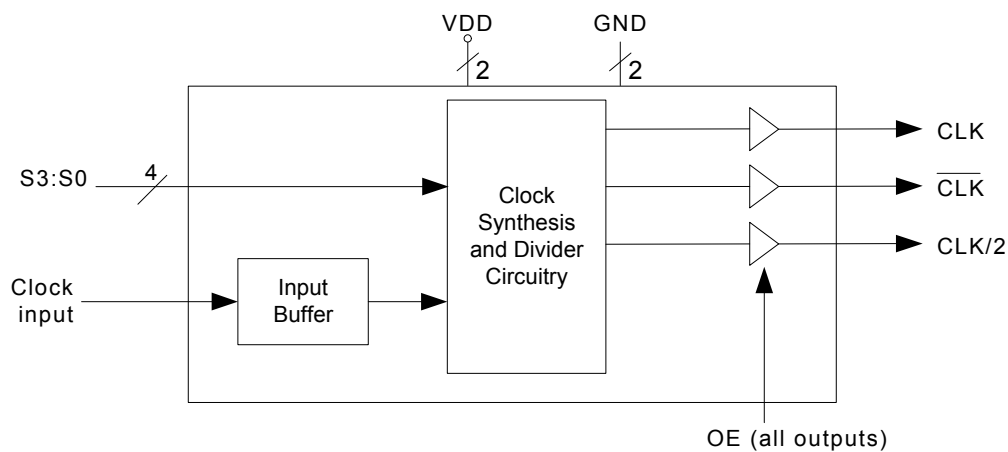 VDD
GND
2
2
CLK
S3:S0
4
Clock
Synthesis
and Divider
Circuitry
C̅L̅K̅
CLK/2
Clock
input
Input
Buffer
OE (all outputs)